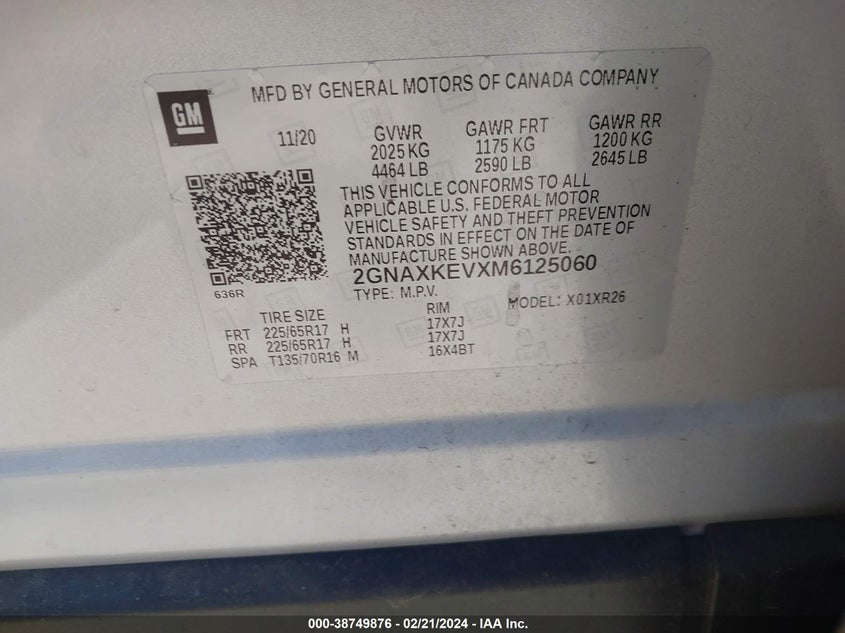 GM
MFD BY GENERAL MOTORS OF CANADA COMPANY
11/20 GVWR GAWR FRT GAWR RR
2025 KG 1175 KG 1200 KG
4464 LB 2590 LB 2645 LB
THIS VEHICLE CONFORMS TO ALL
APPLICABLE U.S. FEDERAL MOTOR
VEHICLE SAFETY AND THEFT PREVENTION
STANDARDS IN EFFECT ON THE DATE OF
MANUFACTURE SHOWN ABOVE.
636R
2GNAXKEVXM6125060
TYPE: M.P.V. MODEL: X01XR26
TIRE SIZE RIM
FRT 225/65R17 H 17X7J
RR 225/65R17 H 17X7J
SPA T135/70R16 M 16X4BT
000-38749876 - 02/21/2024 - IAA Inc.